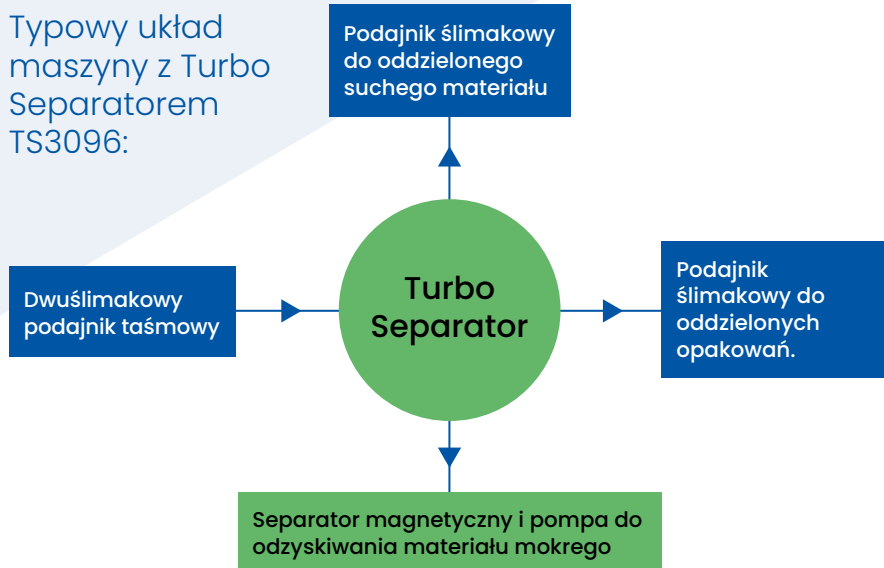 Typowy układ
maszyny z Turbo
Separatorem
TS3096:
Podajnik ślimakowy
do oddzielonego
suchego materiału
Dwuślimakowy
podajnik taśmowy
Turbo
Separator
Podajnik
ślimakowy do
oddzielonych
opakowań.
Separator magnetyczny i pompa do
odzyskiwania materiału mokrego